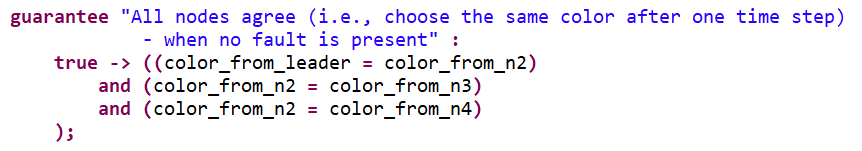 guarantee "All nodes agree (i.e., choose the same color after one time step)
- when no fault is present" :
true -> ((color_from_leader = color_from_n2)
and (color_from_n2 = color_from_n3)
and (color_from_n2 = color_from_n4)
);